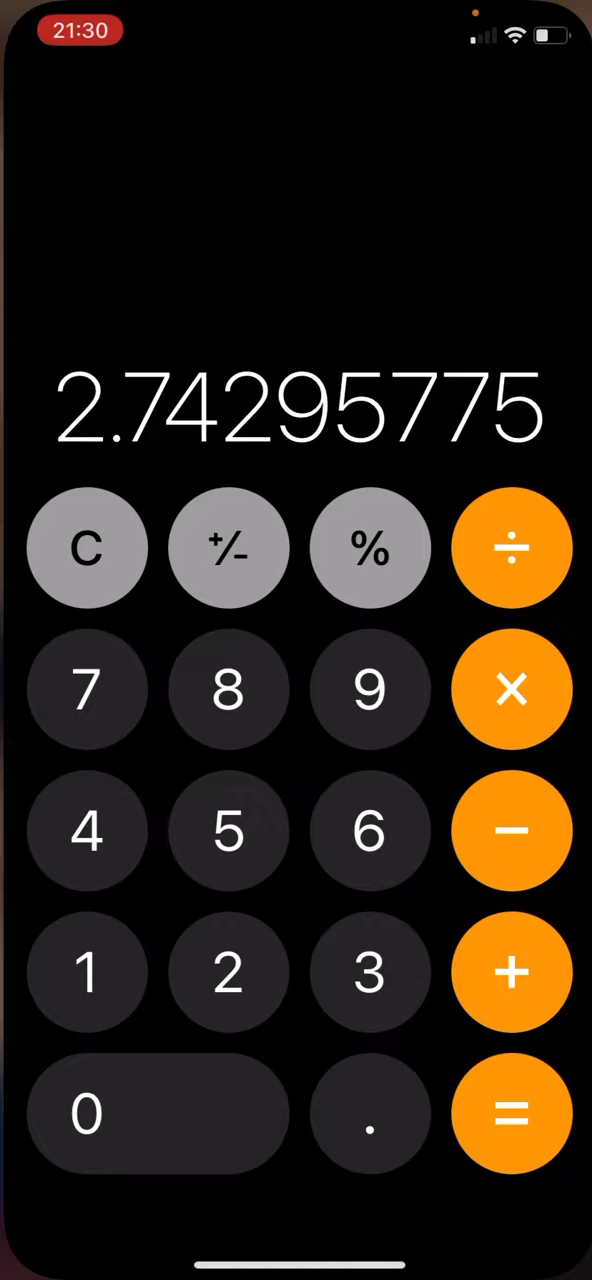 21:30
2.74295775
C ⁺∕₋ % ÷
7 8 9 ×
4 5 6 −
1 2 3 +
0 . =